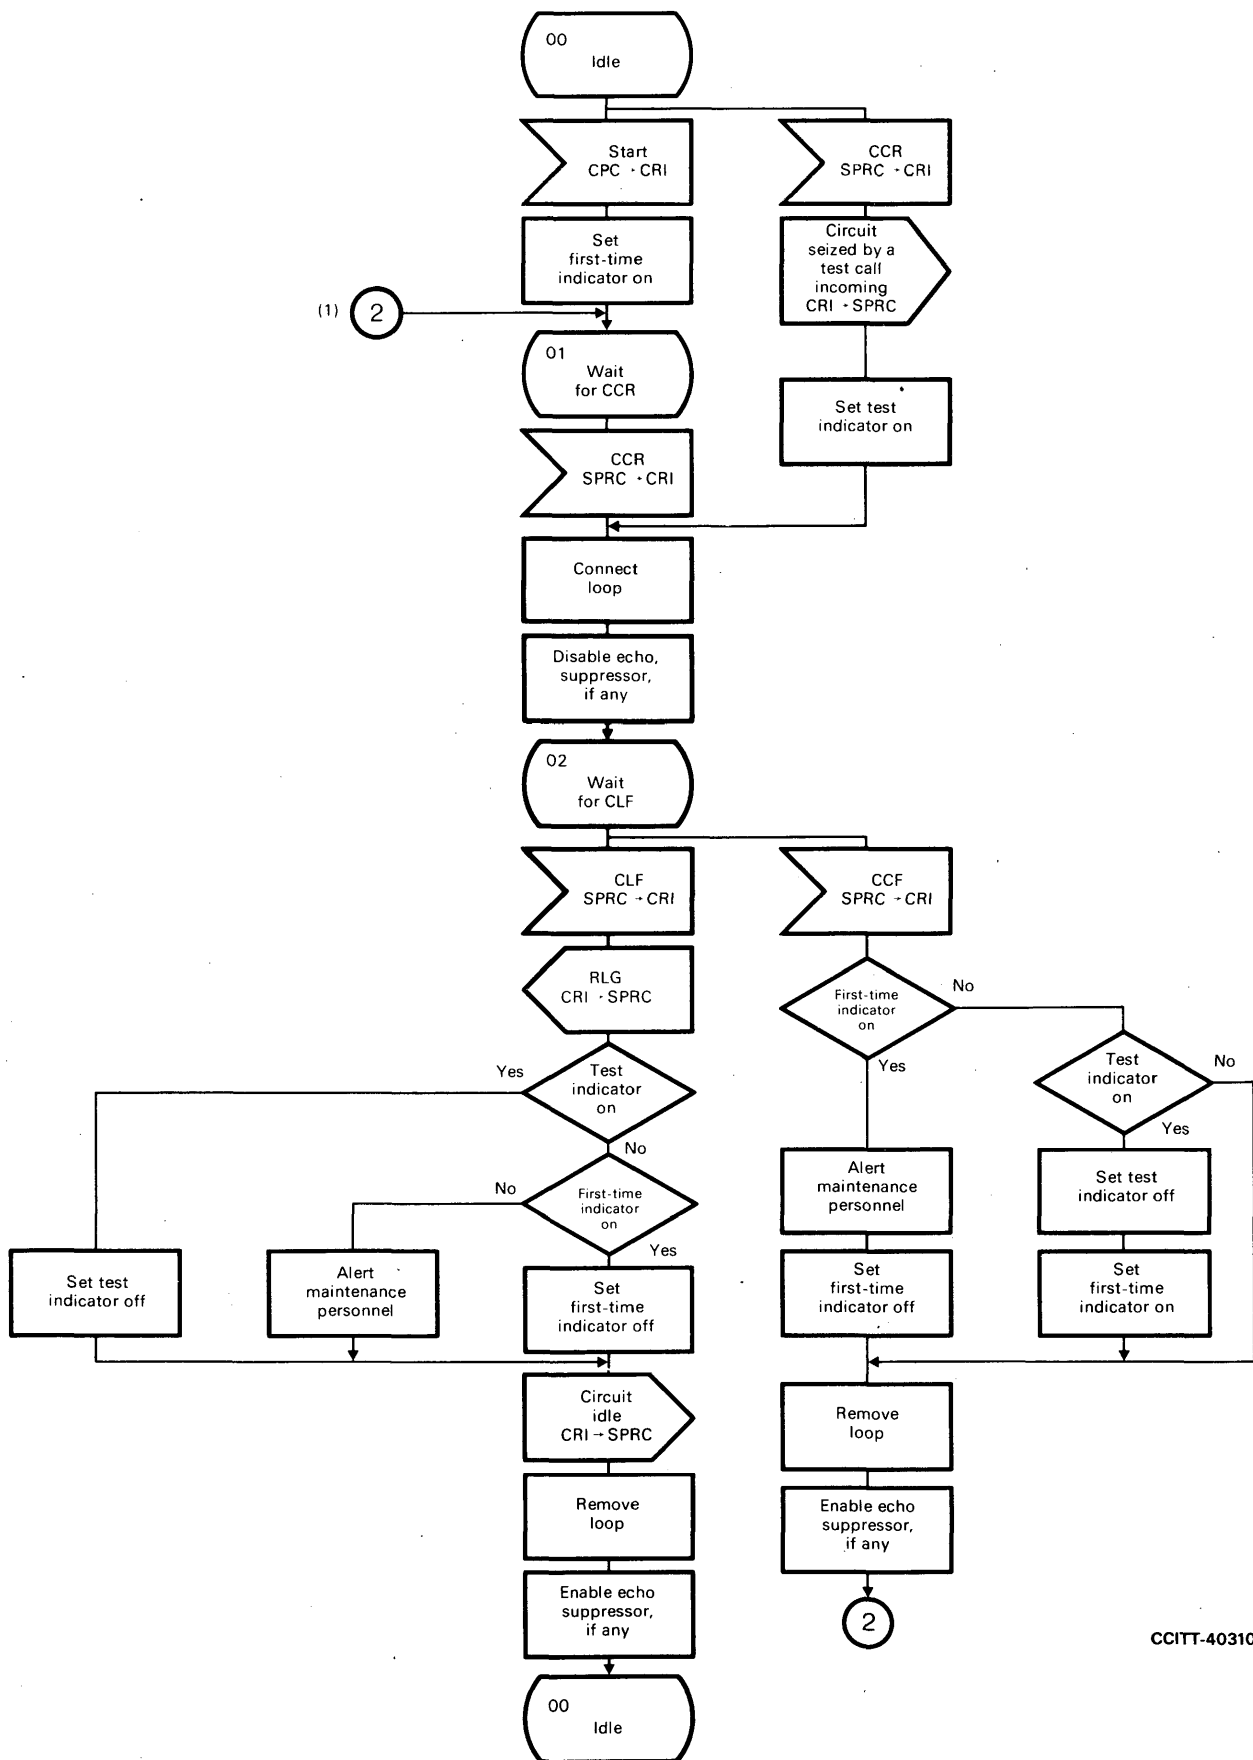 00
Idle
Start
CPC → CRI
CCR
SPRC → CRI
Set
first-time
indicator on
Circuit
seized by a
test call
incoming
CRI → SPRC
(1) 2
01
Wait
for CCR
Set test
indicator on
CCR
SPRC → CRI
Connect
loop
Disable echo,
suppressor,
if any
02
Wait
for CLF
CLF
SPRC → CRI
CCF
SPRC → CRI
RLG
CRI → SPRC
First-time
indicator
on
No
Yes
Test
indicator
on
Yes
No
Test
indicator
on
No
Yes
First-time
indicator
on
No
Yes
Alert
maintenance
personnel
Set test
indicator off
Set test
indicator off
Alert
maintenance
personnel
Set
first-time
indicator off
Set
first-time
indicator off
Set
first-time
indicator on
Circuit
idle
CRI → SPRC
Remove
loop
Remove
loop
Enable echo
suppressor,
if any
Enable echo
suppressor,
if any
2
CCITT-40310
00
Idle